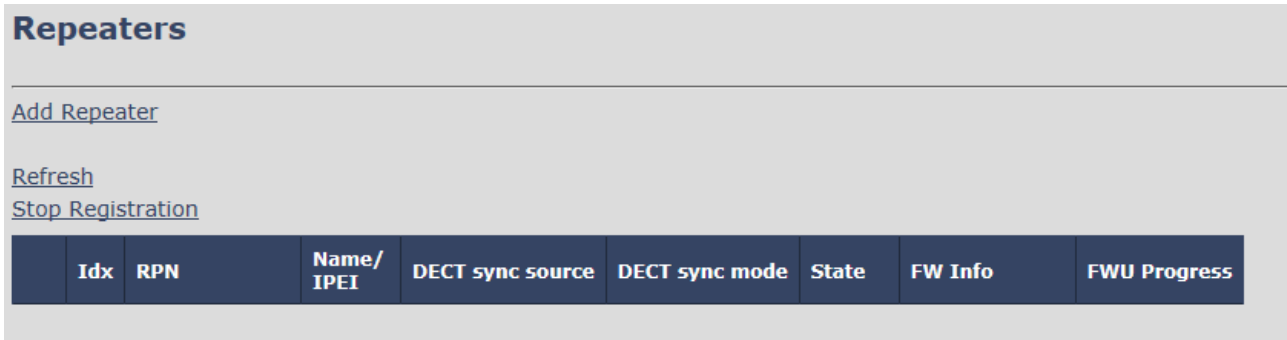 Repeaters
Add Repeater
Refresh
Stop Registration
Idx RPN Name/ IPEI DECT sync source DECT sync mode State FW Info FWU Progress